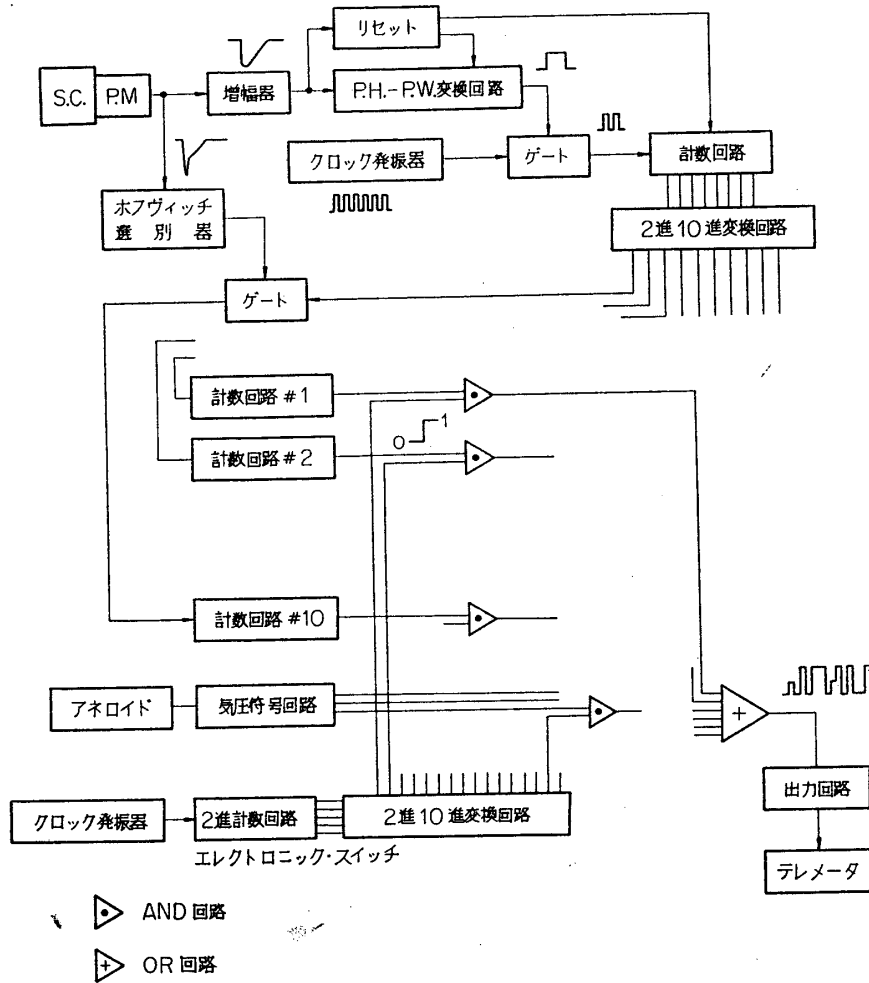 リセット
S.C.
P.M
増幅器
P.H.-P.W.変換回路
クロック発振器
ゲート
計数回路
ホフヴィッチ
選別器
2進10進変換回路
ゲート
計数回路 #1
0
1
計数回路 #2
計数回路 #10
アネロイド
気圧符号回路
+
出力回路
クロック発振器
2進計数回路
2進10進変換回路
エレクトロニック・スイッチ
テレメータ
AND 回路
+
OR 回路